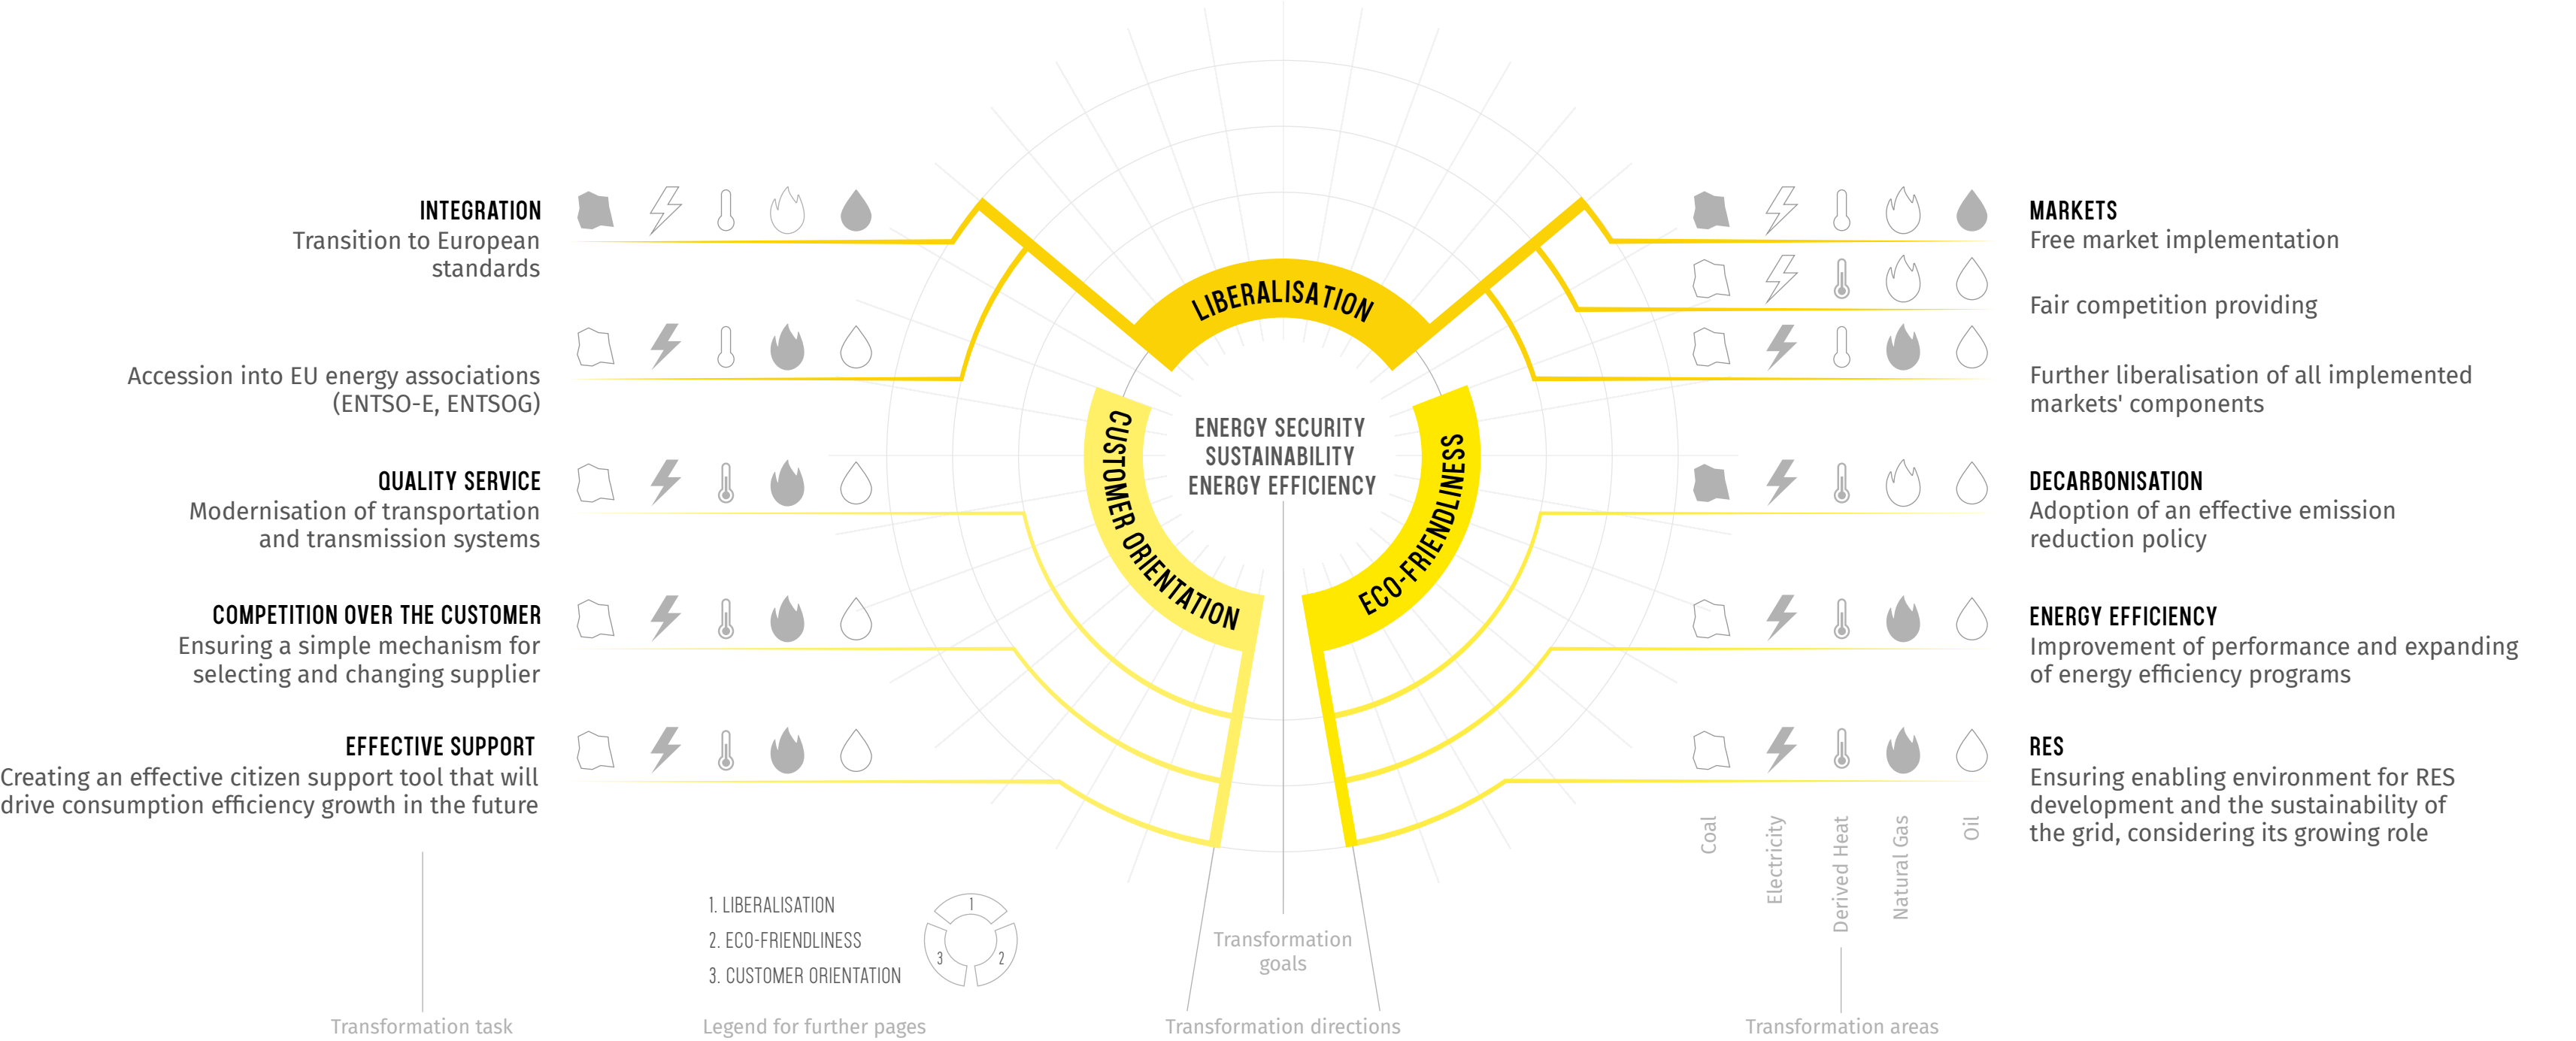 INTEGRATION
Transition to European
standards
Accession into EU energy associations
(ENTSO-E, ENTSOG)
QUALITY SERVICE
Modernisation of transportation
and transmission systems
COMPETITION OVER THE CUSTOMER
Ensuring a simple mechanism for
selecting and changing supplier
EFFECTIVE SUPPORT
Creating an effective citizen support tool that will
drive consumption efficiency growth in the future
Transformation task
LIBERALISATION
CUSTOMER ORIENTATION
ECO-FRIENDLINESS
ENERGY SECURITY
SUSTAINABILITY
ENERGY EFFICIENCY
MARKETS
Free market implementation
Fair competition providing
Further liberalisation of all implemented
markets' components
DECARBONISATION
Adoption of an effective emission
reduction policy
ENERGY EFFICIENCY
Improvement of performance and expanding
of energy efficiency programs
RES
Ensuring enabling environment for RES
development and the sustainability of
the grid, considering its growing role
Coal
Electricity
Derived Heat
Natural Gas
Oil
Transformation areas
1. LIBERALISATION
2. ECO-FRIENDLINESS
3. CUSTOMER ORIENTATION
1
3
2
Legend for further pages
Transformation
goals
Transformation directions